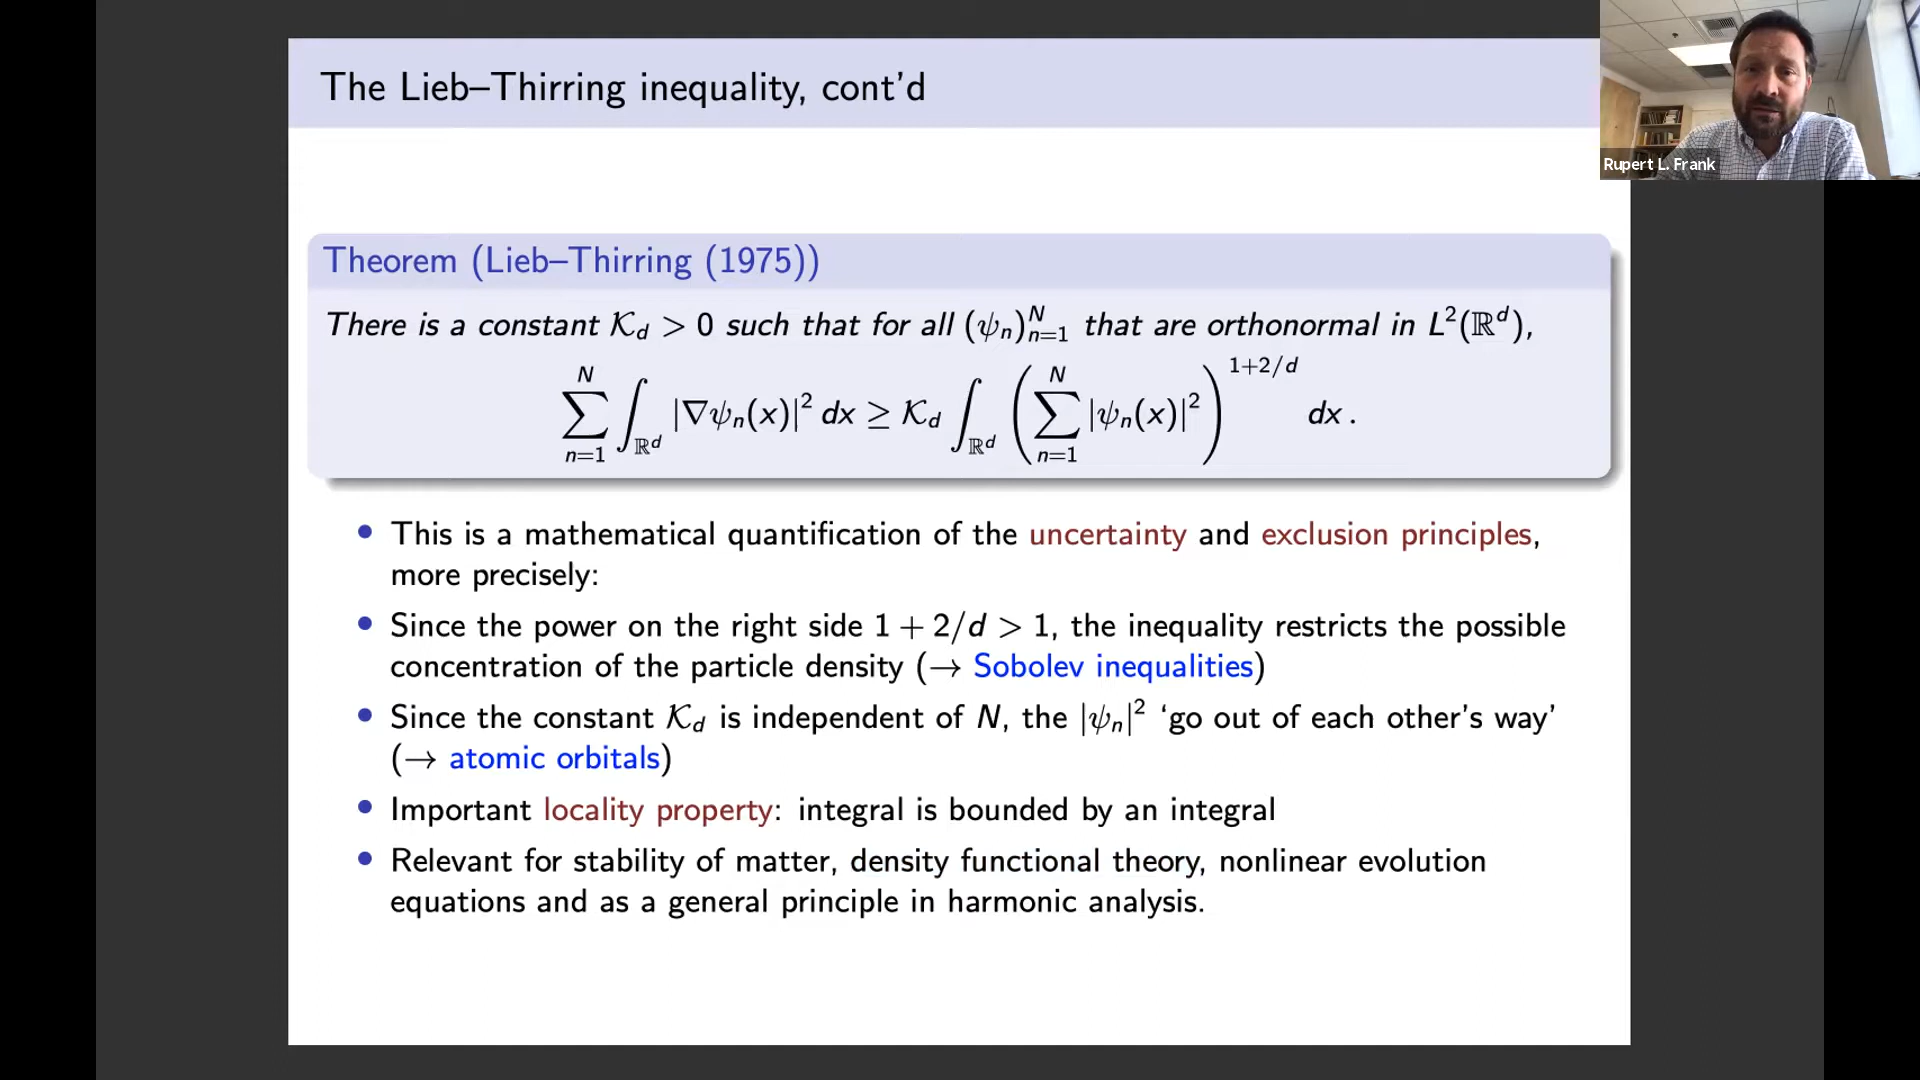 The Lieb–Thirring inequality, cont'd
Rupert L. Frank
Theorem (Lieb–Thirring (1975))
There is a constant 𝒦_d > 0 such that for all (ψ_n)_{n=1}^N that are orthonormal in L²(ℝ^d),
∑_{n=1}^N ∫_{ℝ^d} |∇ψ_n(x)|² dx ≥ 𝒦_d ∫_{ℝ^d} (∑_{n=1}^N |ψ_n(x)|²)^{1+2/d} dx .
• This is a mathematical quantification of the uncertainty and exclusion principles,
more precisely:
• Since the power on the right side 1 + 2/d > 1, the inequality restricts the possible
concentration of the particle density (→ Sobolev inequalities)
• Since the constant 𝒦_d is independent of N, the |ψ_n|² ‘go out of each other's way’
(→ atomic orbitals)
• Important locality property: integral is bounded by an integral
• Relevant for stability of matter, density functional theory, nonlinear evolution
equations and as a general principle in harmonic analysis.